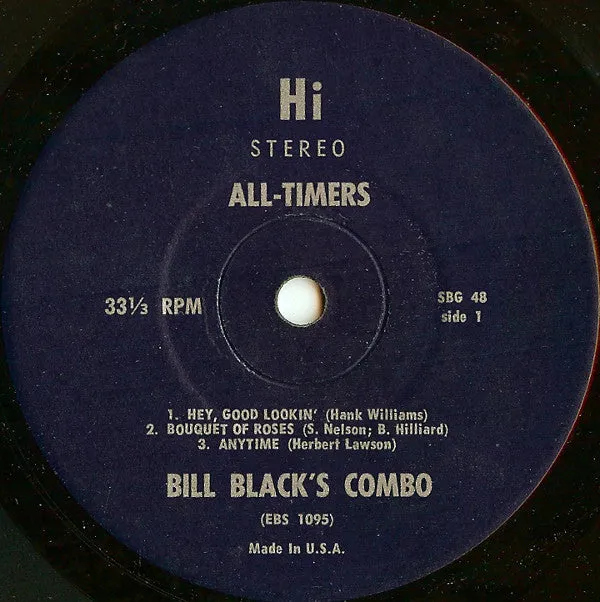 Hi
STEREO
ALL-TIMERS
33⅓ RPM
SBG 48
side 1
1. HEY, GOOD LOOKIN' (Hank Williams)
2. BOUQUET OF ROSES (S. Nelson; B. Hilliard)
3. ANYTIME (Herbert Lawson)
BILL BLACK'S COMBO
(EBS 1095)
Made In U.S.A.